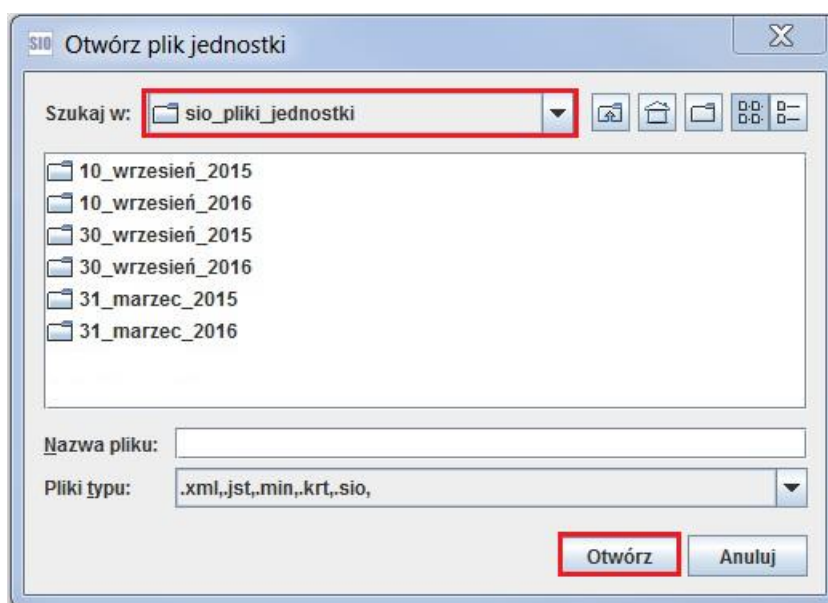 SIO Otwórz plik jednostki
Szukaj w: sio_pliki_jednostki
10_wrzesień_2015
10_wrzesień_2016
30_wrzesień_2015
30_wrzesień_2016
31_marzec_2015
31_marzec_2016
Nazwa pliku:
Pliki typu: .xml,.jst,.min,.krt,.sio,
Otwórz Anuluj